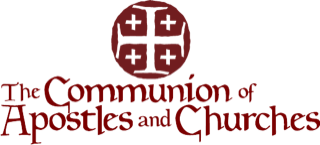 The Communion of
Apostles and Churches